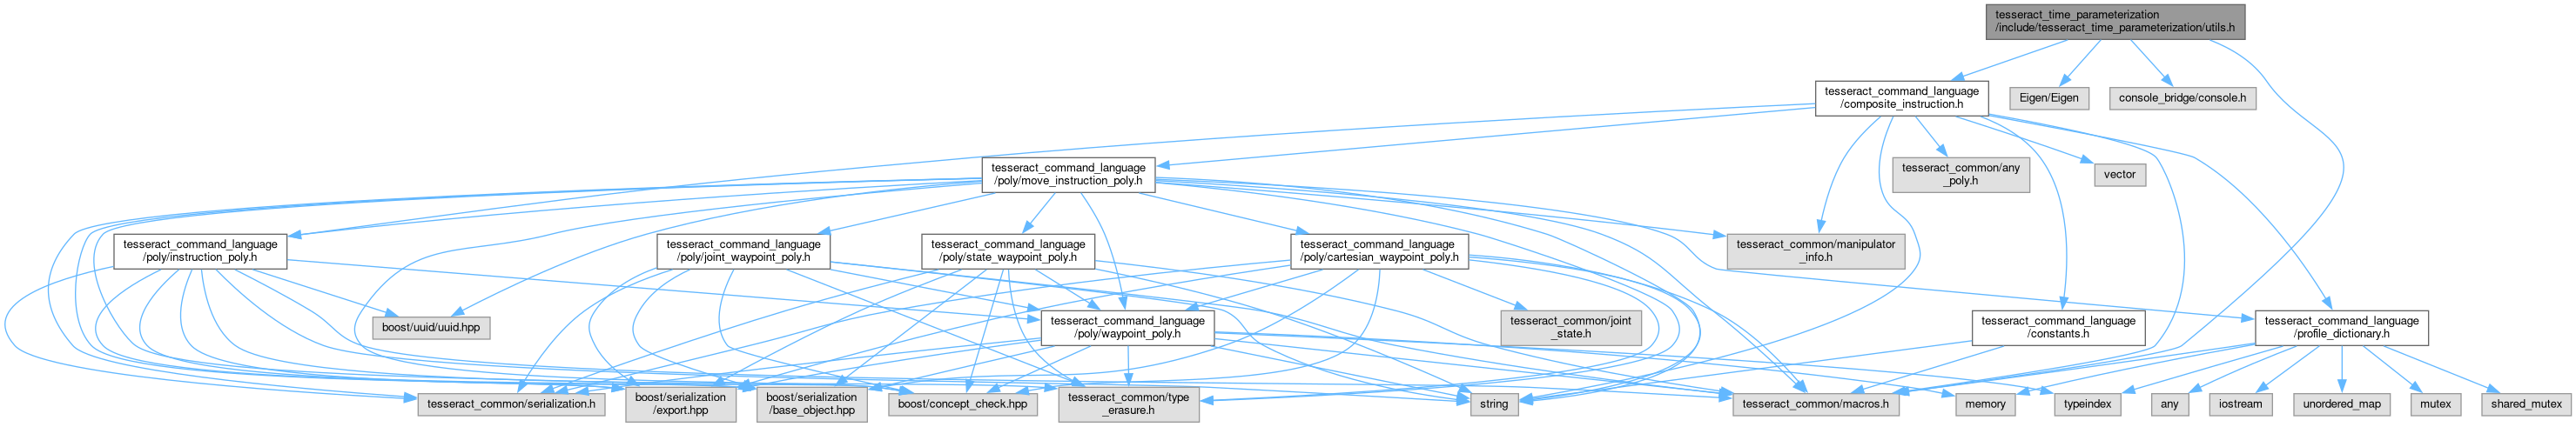 tesseract_time_parameterization
/include/tesseract_time_parameterization/utils.h
tesseract_command_language
/composite_instruction.h
Eigen/Eigen
console_bridge/console.h
tesseract_command_language
/poly/move_instruction_poly.h
tesseract_common/any
_poly.h
vector
tesseract_command_language
/poly/instruction_poly.h
tesseract_command_language
/poly/joint_waypoint_poly.h
tesseract_command_language
/poly/state_waypoint_poly.h
tesseract_command_language
/poly/cartesian_waypoint_poly.h
tesseract_common/manipulator
_info.h
boost/uuid/uuid.hpp
tesseract_command_language
/poly/waypoint_poly.h
tesseract_common/joint
_state.h
tesseract_command_language
/constants.h
tesseract_command_language
/profile_dictionary.h
tesseract_common/serialization.h
boost/serialization
/export.hpp
boost/serialization
/base_object.hpp
boost/concept_check.hpp
tesseract_common/type
_erasure.h
string
tesseract_common/macros.h
memory
typeindex
any
iostream
unordered_map
mutex
shared_mutex